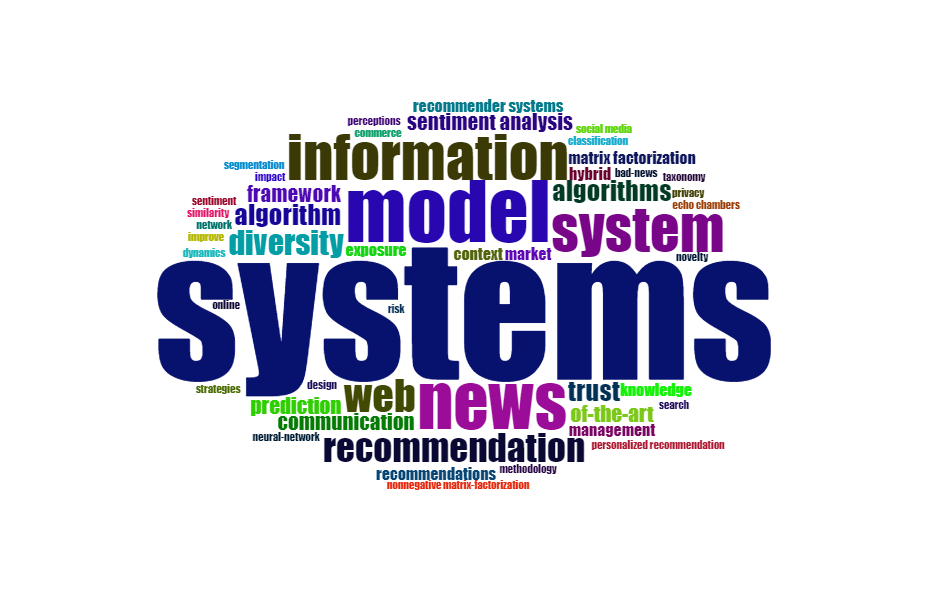 recommender systems
perceptions
sentiment analysis
social media
commerce
classification
information
matrix factorization
segmentation
hybrid
bad-news
taxonomy
impact
framework
model
algorithms
privacy
sentiment
echo chambers
similarity
algorithm
system
network
improve
diversity
exposure
context
market
dynamics
novelty
systems
online
risk
strategies
design
web
news
trust
knowledge
prediction
of-the-art
search
communication
management
neural-network
recommendation
personalized recommendation
recommendations
methodology
nonnegative matrix-factorization